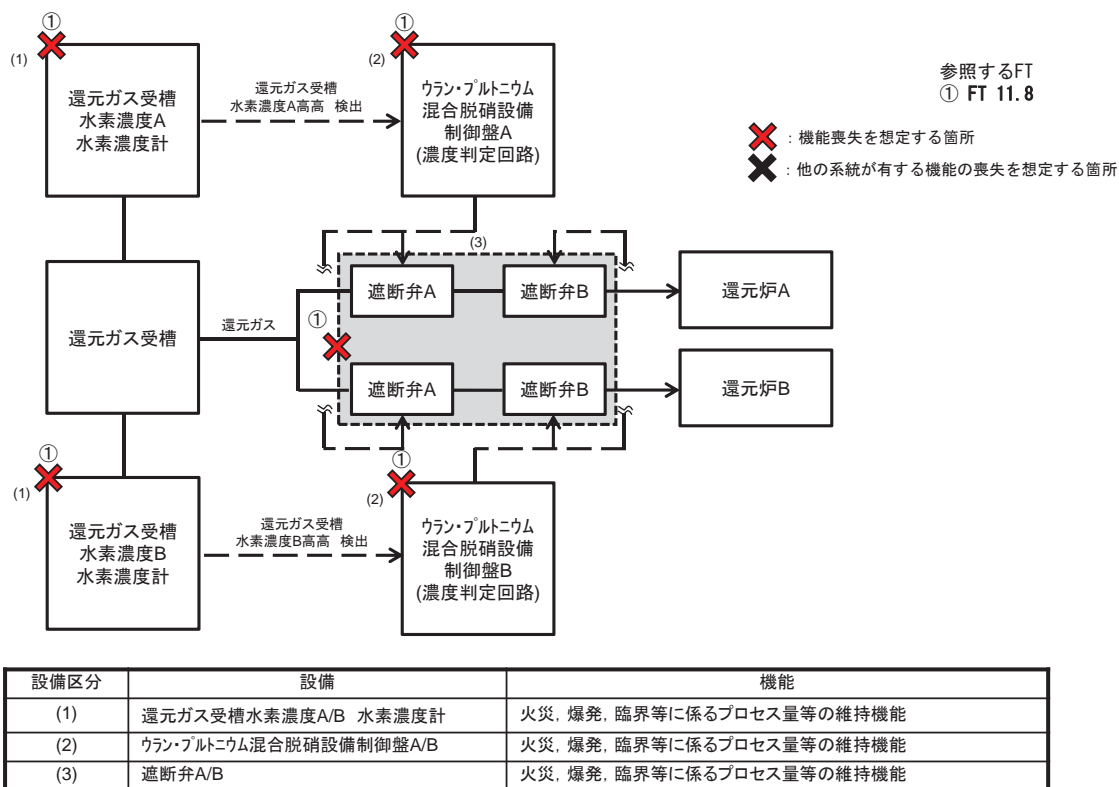 ①
(1)
還元ガス受槽
水素濃度A
水素濃度計
還元ガス受槽
水素濃度A高高 検出
①
(2)
ウラン・プルトニウム
混合脱硝設備
制御盤A
(濃度判定回路)
参照するFT
① FT 11.8
：機能喪失を想定する箇所
：他の系統が有する機能の喪失を想定する箇所
(3)
遮断弁A
遮断弁B
還元炉A
還元ガス受槽
還元ガス
①
遮断弁A
遮断弁B
還元炉B
①
(1)
還元ガス受槽
水素濃度B
水素濃度計
還元ガス受槽
水素濃度B高高 検出
①
(2)
ウラン・プルトニウム
混合脱硝設備
制御盤B
(濃度判定回路)
設備区分 設備 機能
(1) 還元ガス受槽水素濃度A/B 水素濃度計 火災，爆発，臨界等に係るプロセス量等の維持機能
(2) ウラン・プルトニウム混合脱硝設備制御盤A/B 火災，爆発，臨界等に係るプロセス量等の維持機能
(3) 遮断弁A/B 火災，爆発，臨界等に係るプロセス量等の維持機能